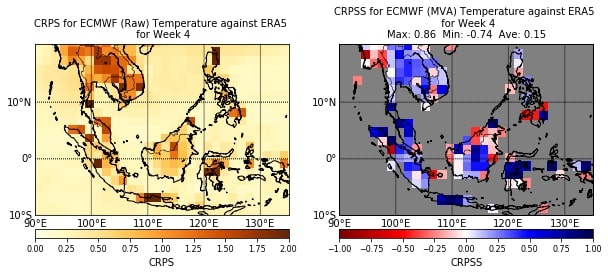 CRPS for ECMWF (Raw) Temperature against ERA5
for Week 4
10°N
0°
10°S
90°E
100°E
110°E
120°E
130°E
0.00 0.25 0.50 0.75 1.00 1.25 1.50 1.75 2.00
CRPS
CRPSS for ECMWF (MVA) Temperature against ERA5
for Week 4
Max: 0.86 Min: -0.74 Ave: 0.15
10°N
0°
10°S
90°E
100°E
110°E
120°E
130°E
−1.00 −0.75 −0.50 −0.25 0.00 0.25 0.50 0.75 1.00
CRPSS